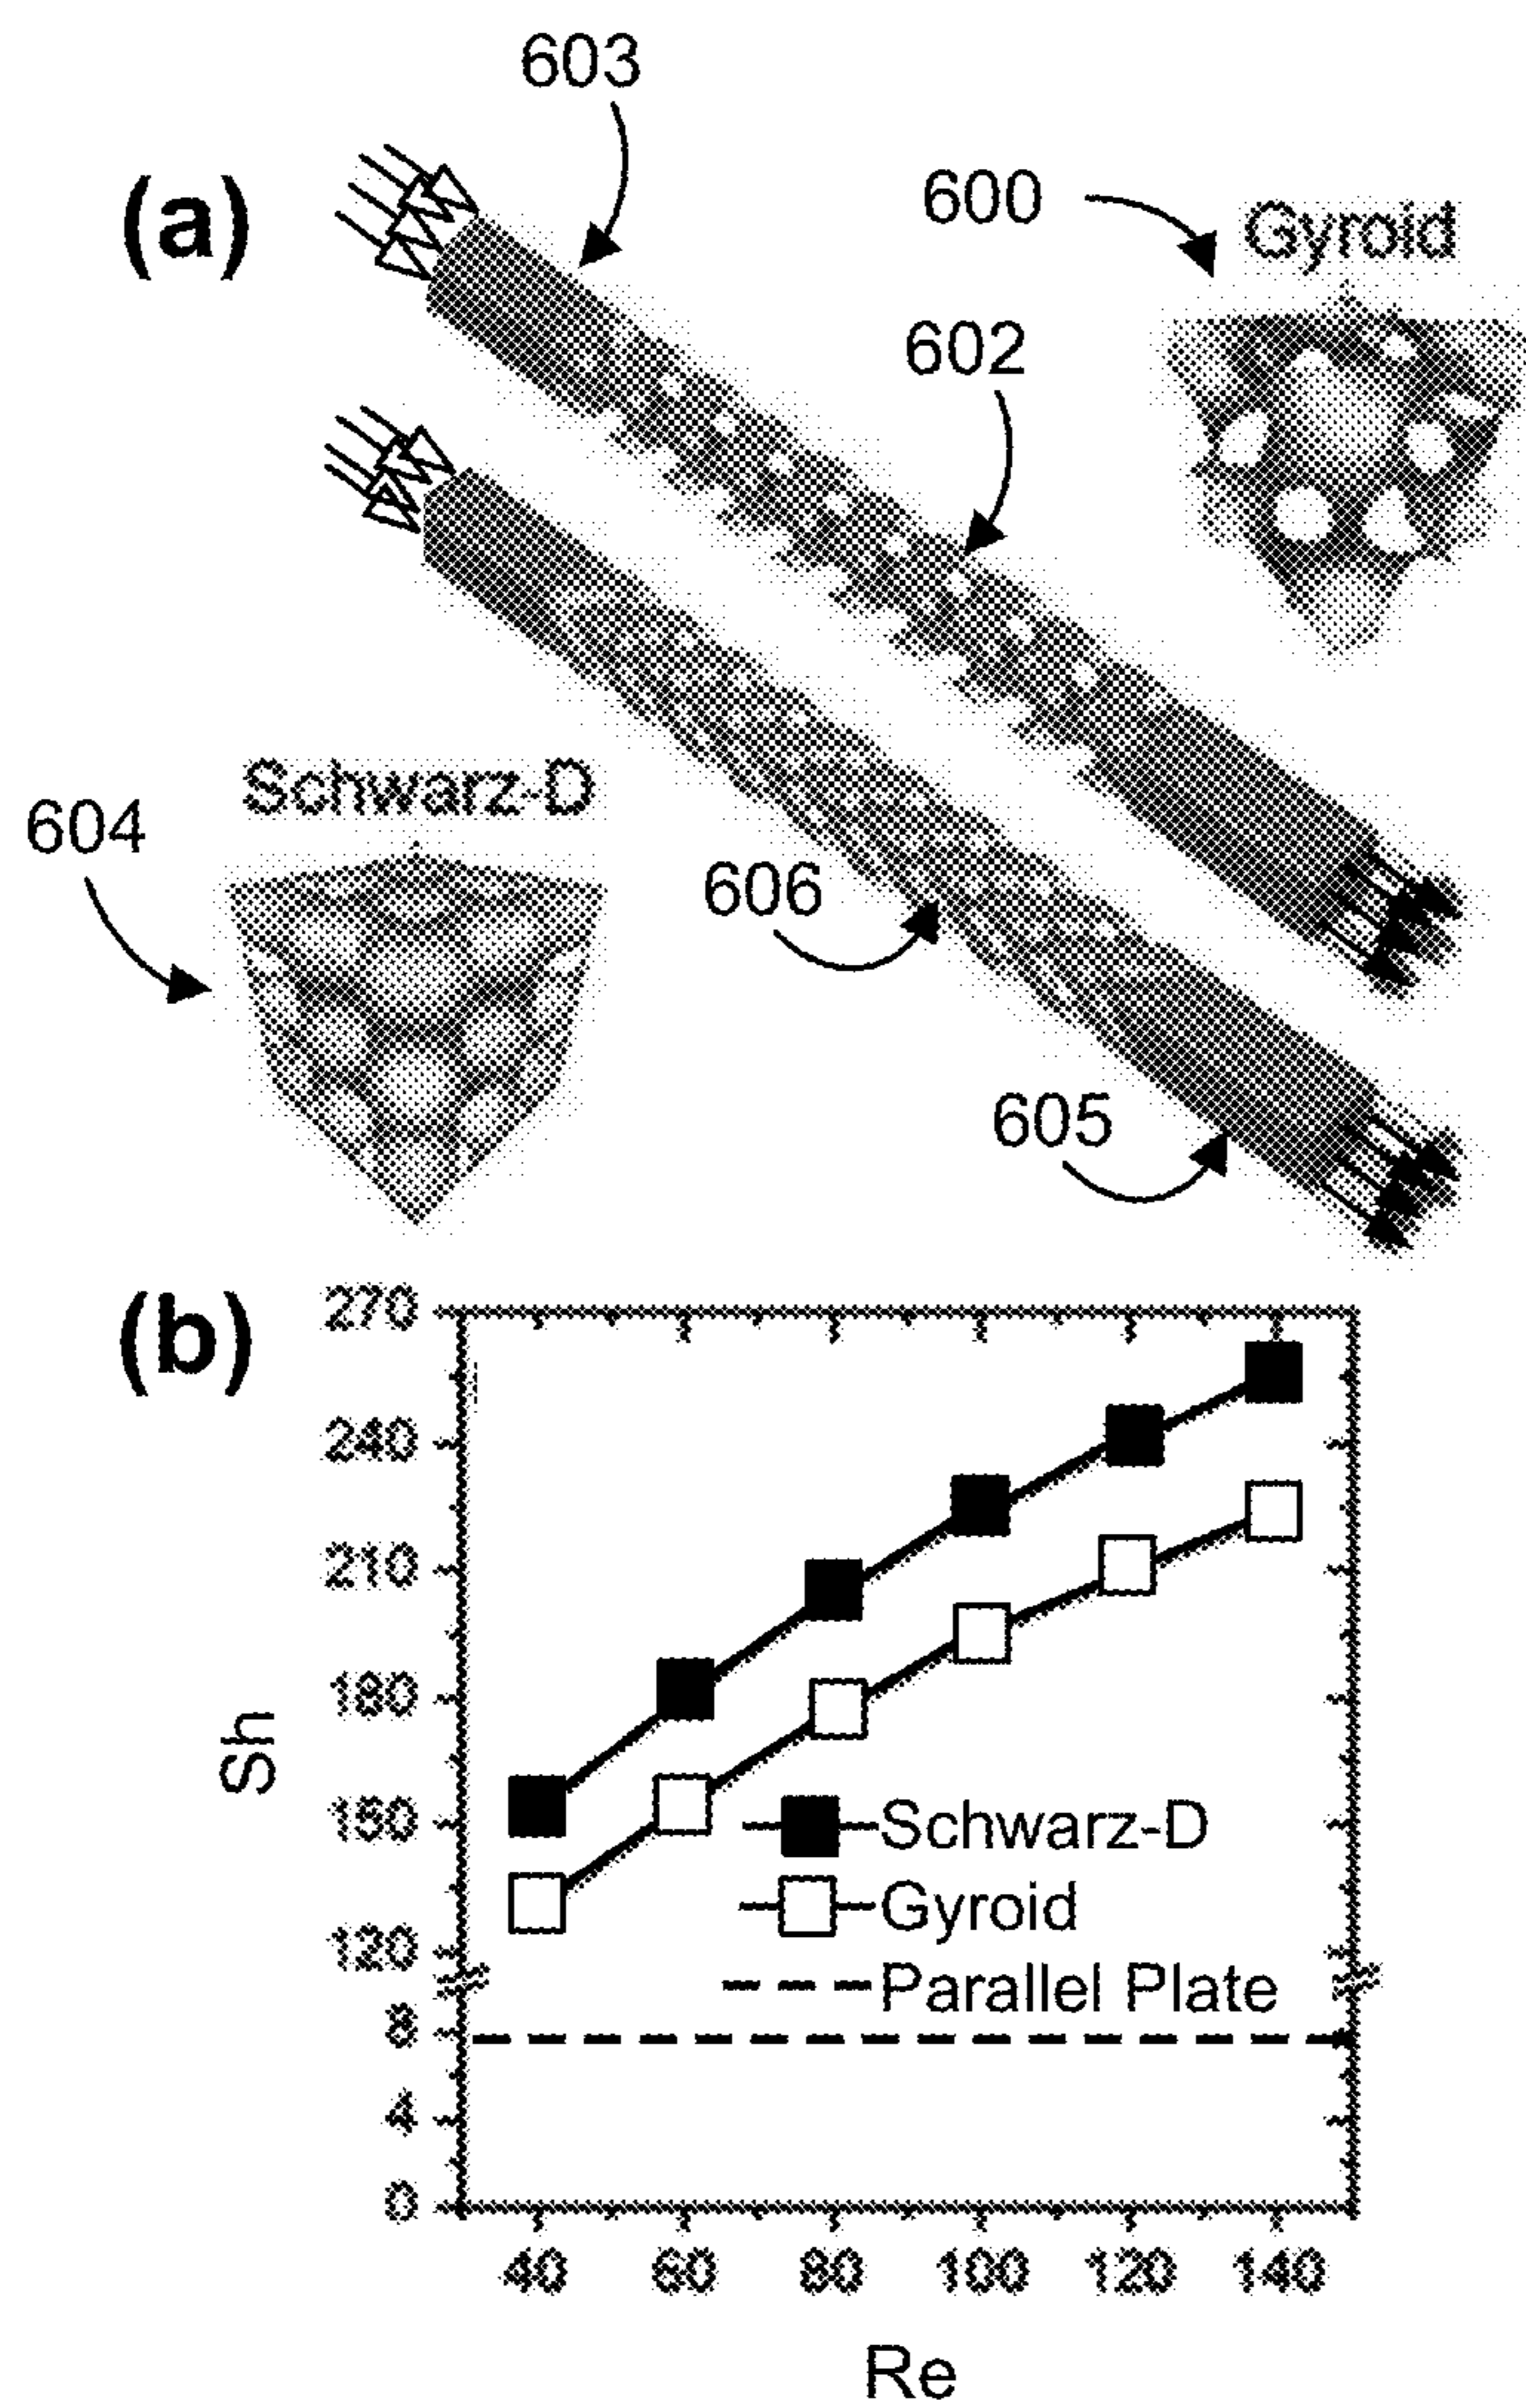 603
(a)
600
Gyroid
602
Schwarz-D
604
606
605
(b)
270
240
210
180
150
120
8
4
0
Sh
Schwarz-D
Gyroid
Parallel Plate
40 60 80 100 120 140
Re